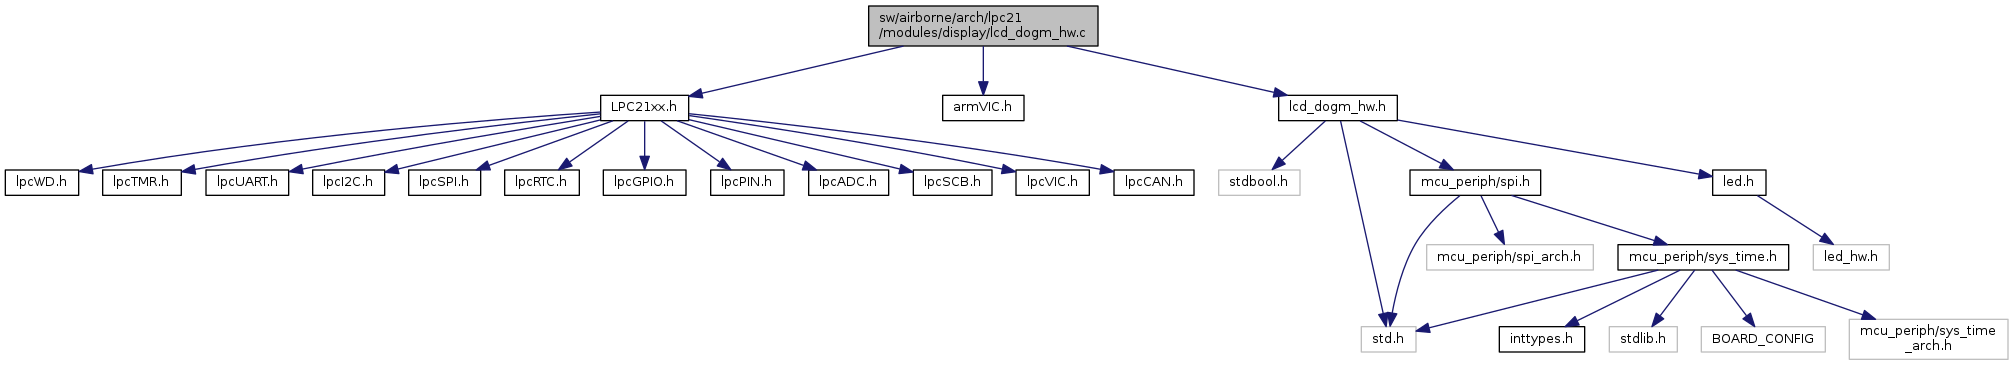 sw/airborne/arch/lpc21
/modules/display/lcd_dogm_hw.c
LPC21xx.h
armVIC.h
lcd_dogm_hw.h
lpcWD.h
lpcTMR.h
lpcUART.h
lpcI2C.h
lpcSPI.h
lpcRTC.h
lpcGPIO.h
lpcPIN.h
lpcADC.h
lpcSCB.h
lpcVIC.h
lpcCAN.h
stdbool.h
mcu_periph/spi.h
led.h
mcu_periph/spi_arch.h
mcu_periph/sys_time.h
led_hw.h
std.h
inttypes.h
stdlib.h
BOARD_CONFIG
mcu_periph/sys_time
_arch.h